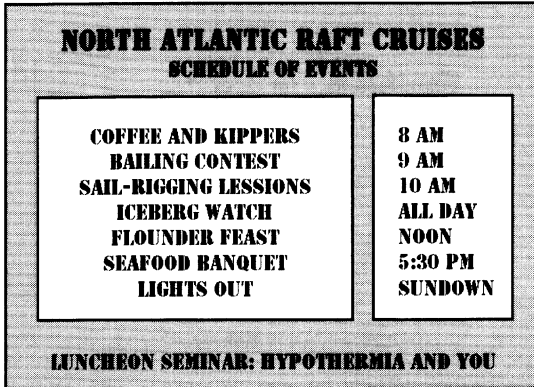 NORTH ATLANTIC RAFT CRUISES
SCHEDULE OF EVENTS
COFFEE AND KIPPERS 8 AM
BAILING CONTEST 9 AM
SAIL-RIGGING LESSIONS 10 AM
ICEBERG WATCH ALL DAY
FLOUNDER FEAST NOON
SEAFOOD BANQUET 5:30 PM
LIGHTS OUT SUNDOWN
LUNCHEON SEMINAR: HYPOTHERMIA AND YOU